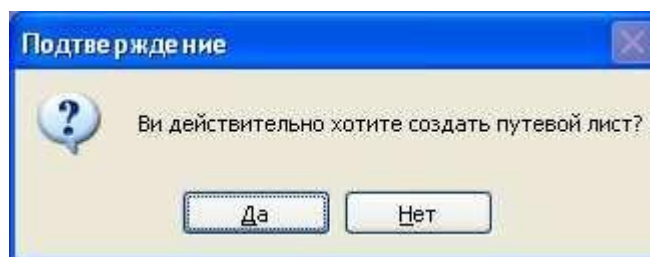 Подтверждение
Ви действительно хотите создать путевой лист?
Да
Нет